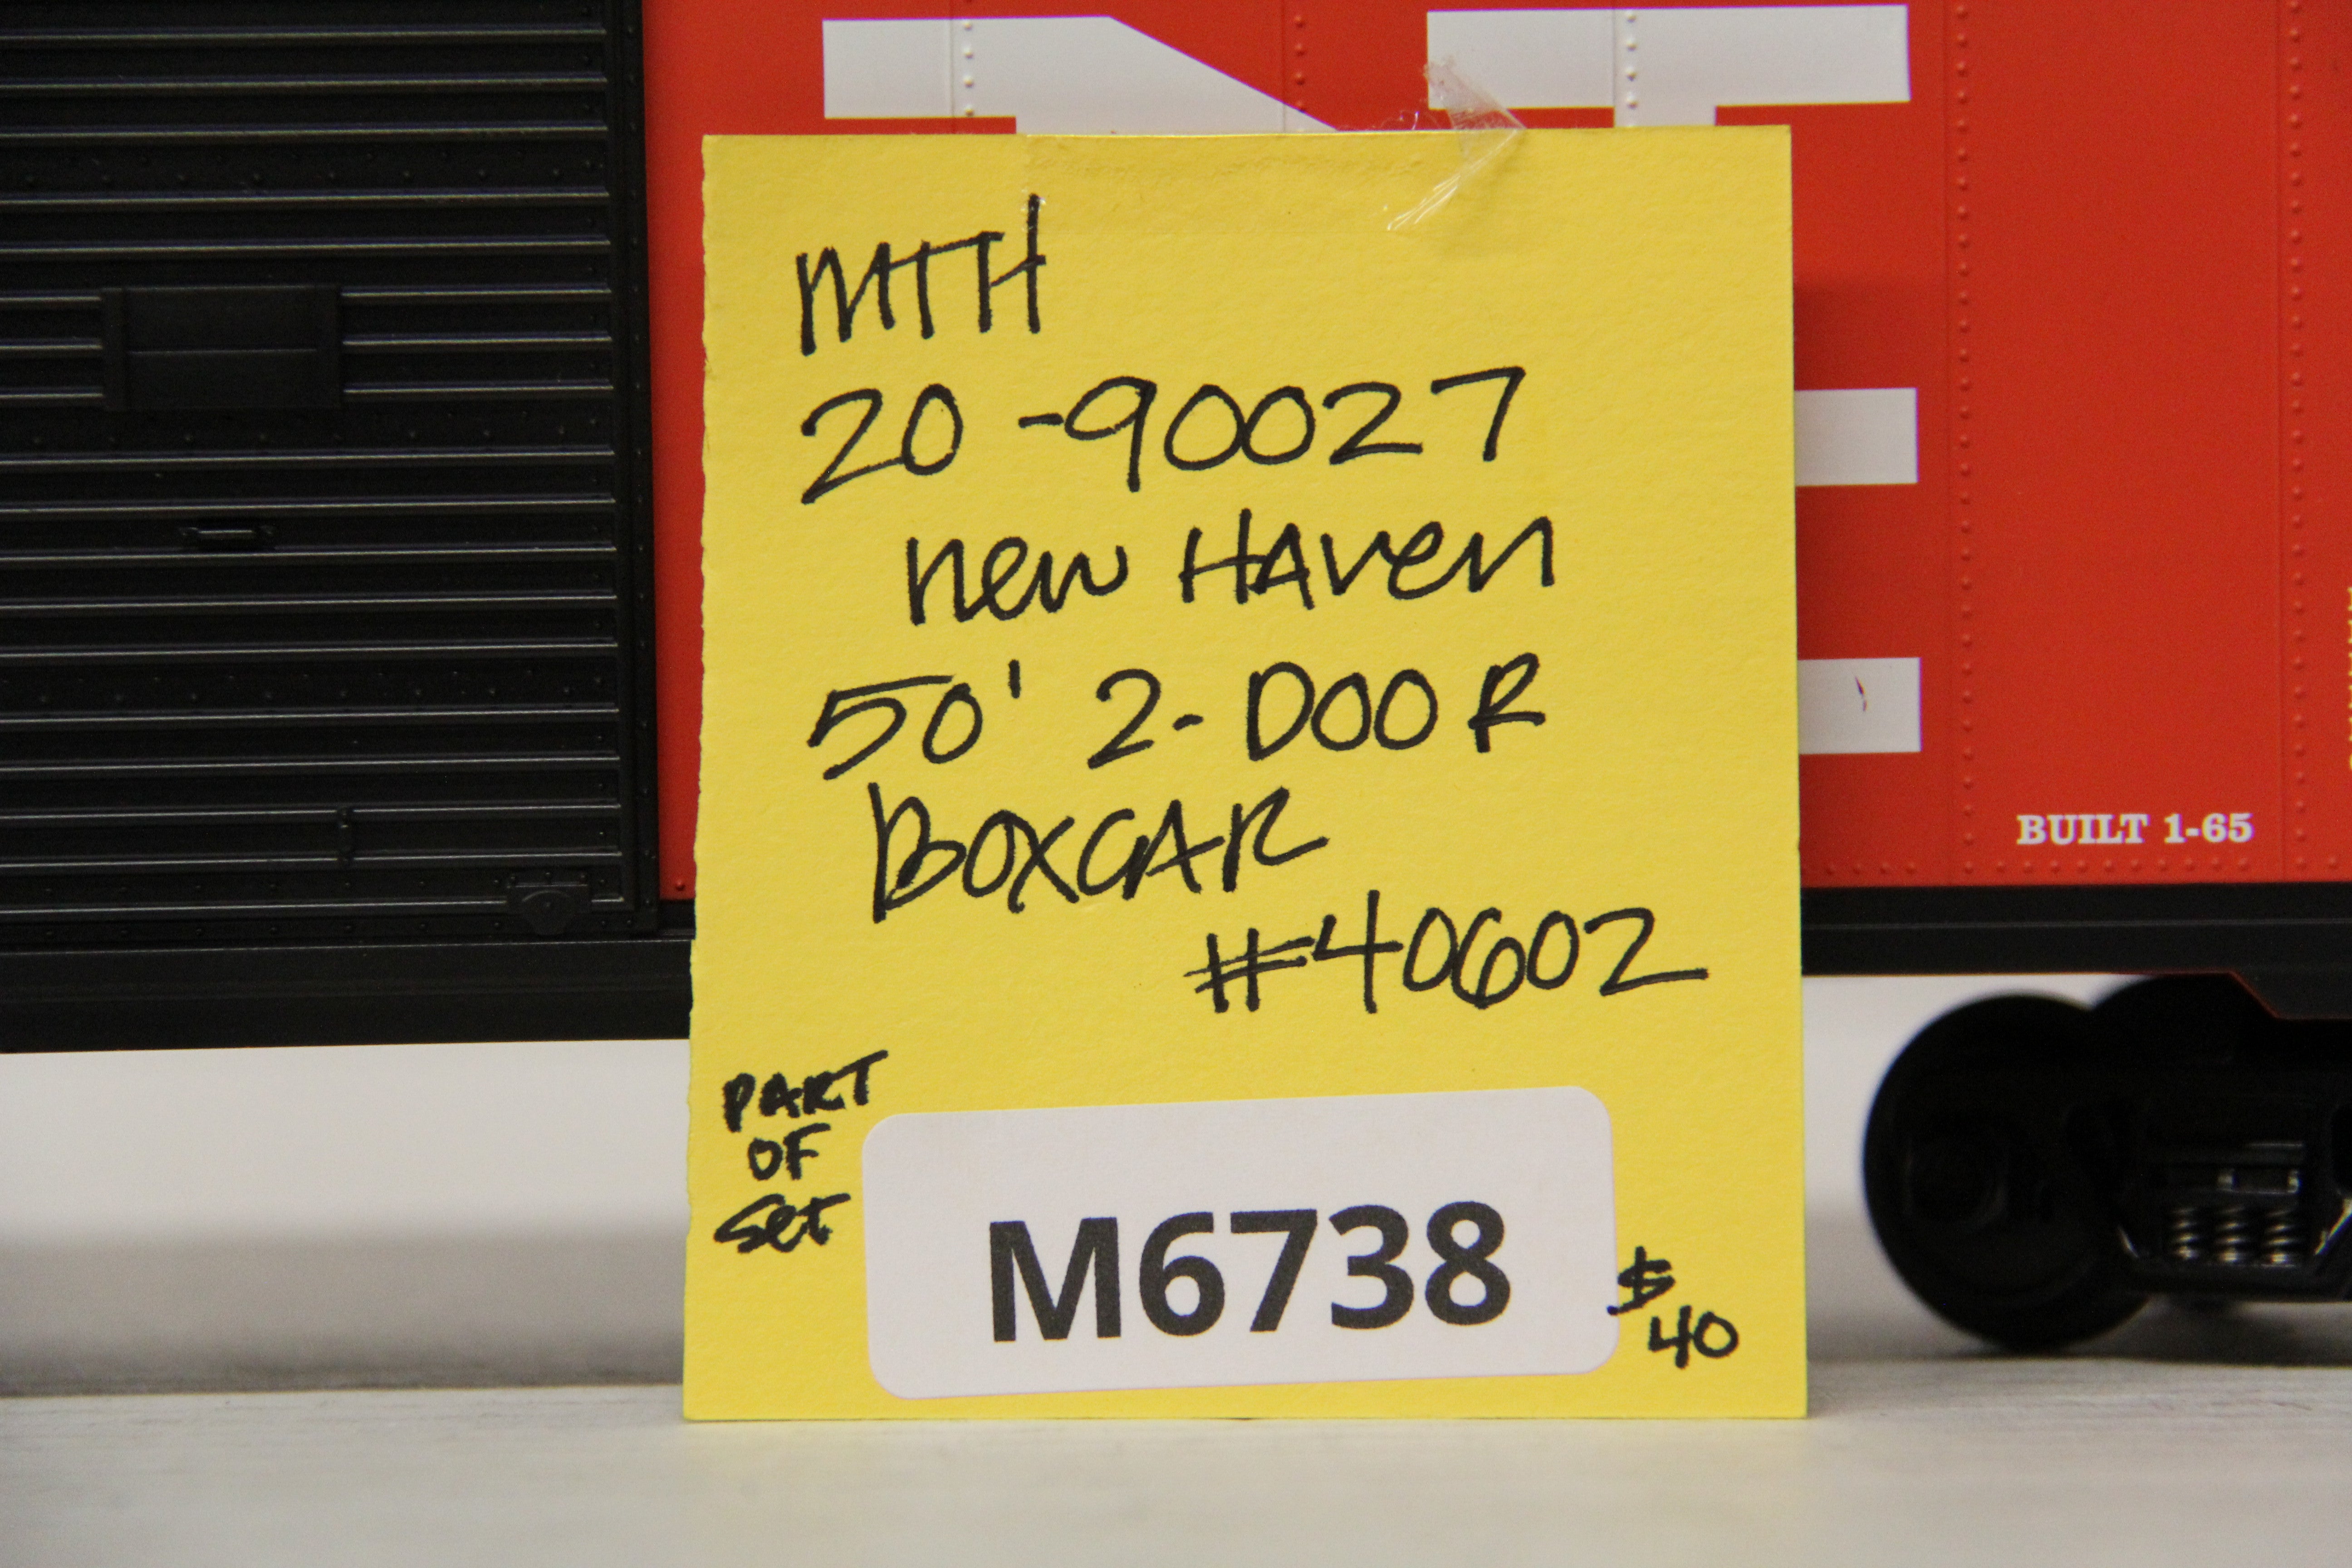 MTH
20-90027
new HAven
50' 2-DOOR
BOXCAR
#40602
PART
OF
Set
M6738
$
40
BUILT 1-65